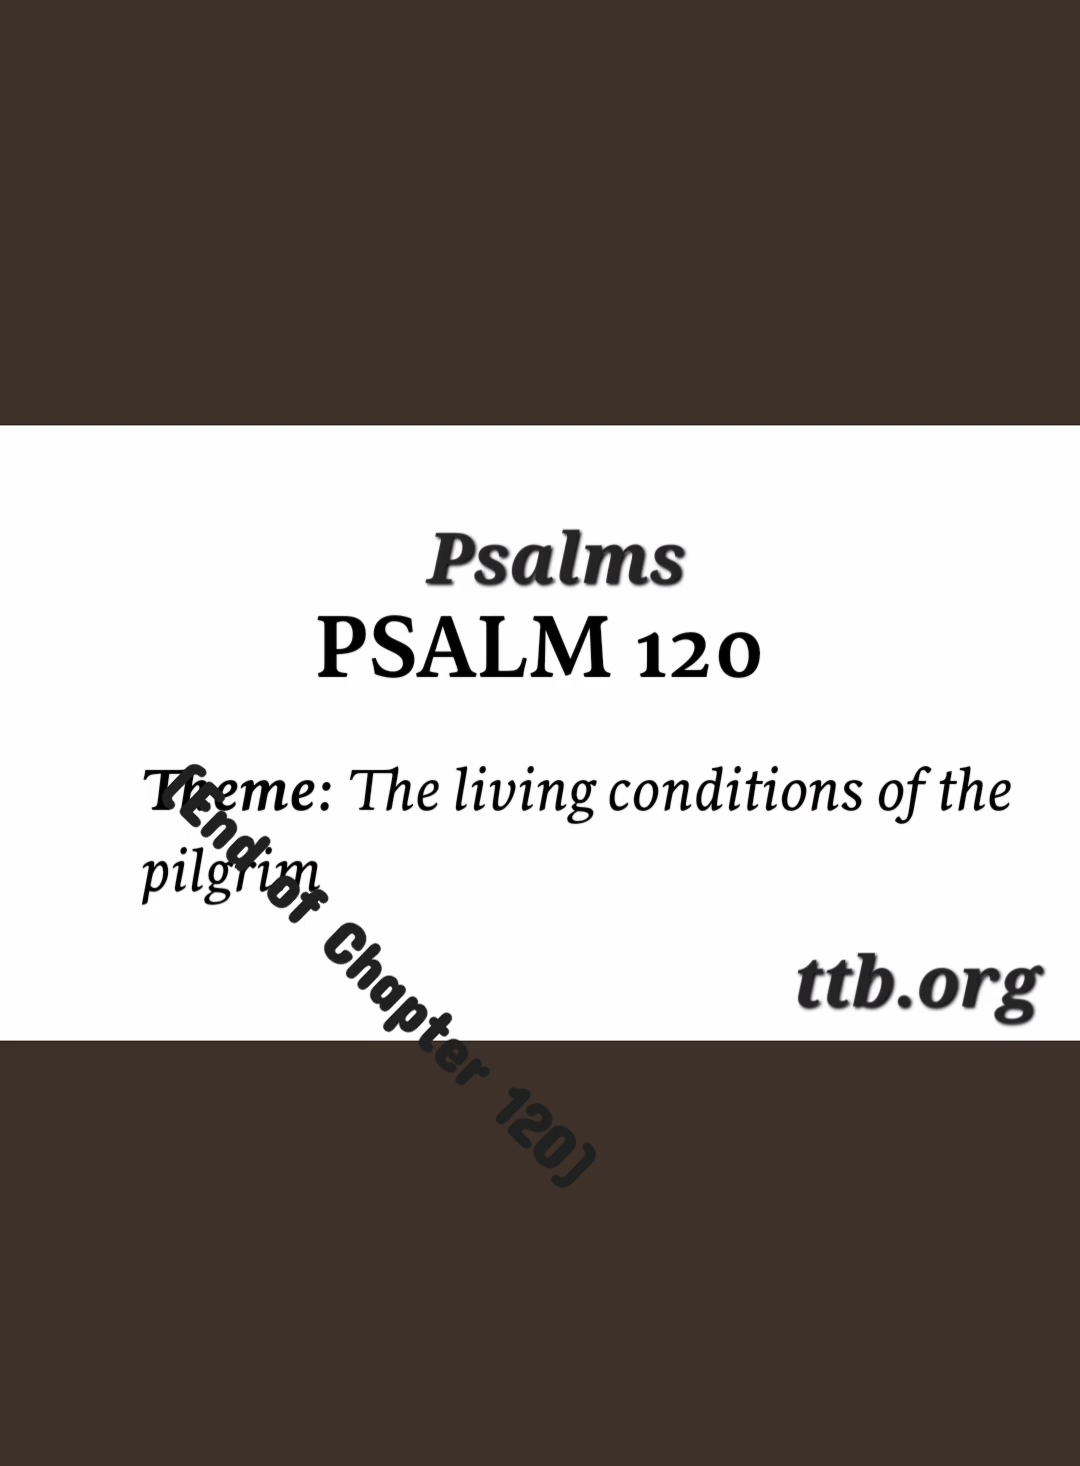 Psalms
PSALM 120
Theme: The living conditions of the
pilgrim
(End of Chapter 120)
ttb.org